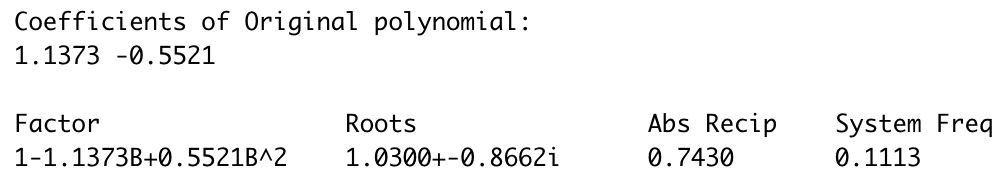 Coefficients of Original polynomial:
1.1373 -0.5521
Factor Roots Abs Recip System Freq
1-1.1373B+0.5521B^2 1.0300+-0.8662i 0.7430 0.1113